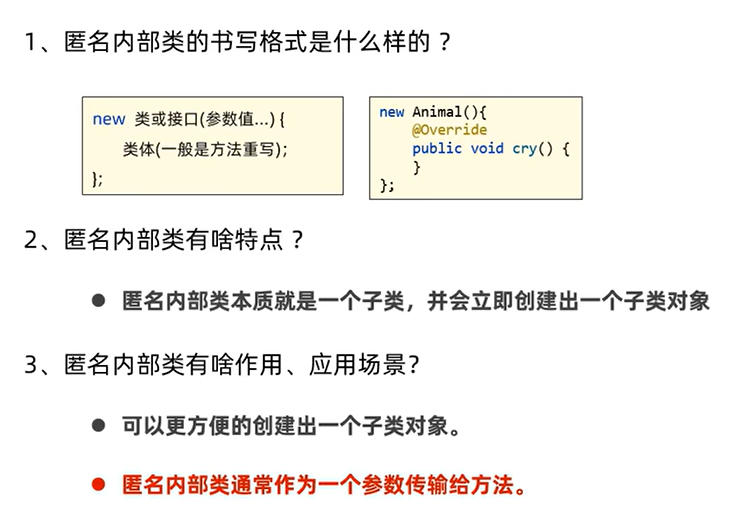 1、匿名内部类的书写格式是什么样的 ？
new 类或接口(参数值…) {
类体(一般是方法重写);
};
new Animal(){
@Override
public void cry() {
}
};
2、匿名内部类有啥特点 ？
● 匿名内部类本质就是一个子类，并会立即创建出一个子类对象
3、匿名内部类有啥作用、应用场景？
● 可以更方便的创建出一个子类对象。
● 匿名内部类通常作为一个参数传输给方法。